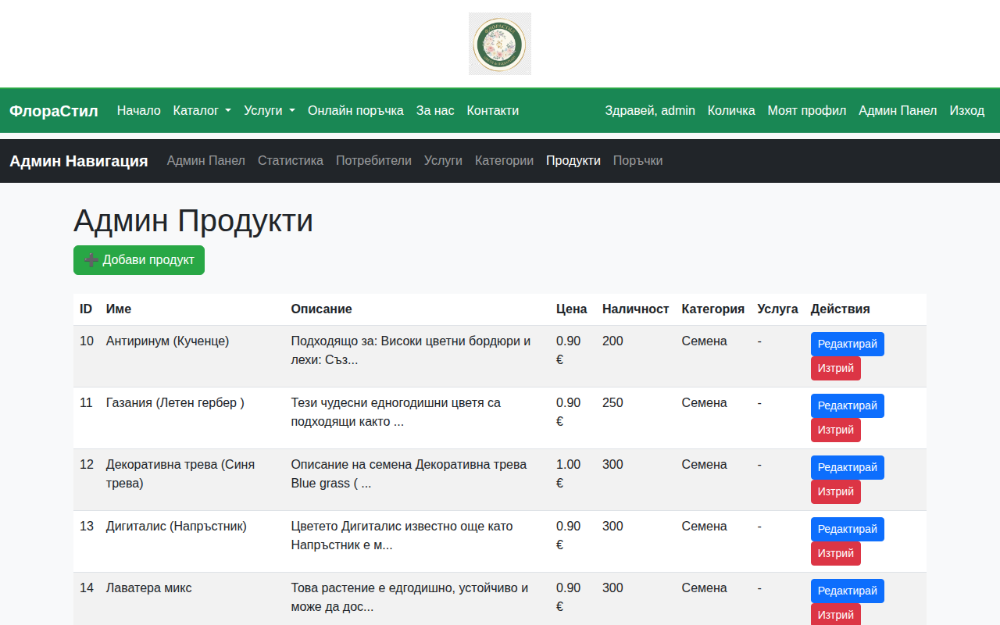 ФЛОРАСТИЛ
ФлораСтил
Начало Каталог Услуги Онлайн поръчка За нас Контакти Здравей, admin Количка Моят профил Админ Панел Изход
Админ Навигация Админ Панел Статистика Потребители Услуги Категории Продукти Поръчки
Админ Продукти
➕ Добави продукт
ID Име Описание Цена Наличност Категория Услуга Действия
10 Антиринум (Кученце) Подходящо за: Високи цветни бордюри и 0.90 200 Семена - Редактирай
лехи: Съз... € Изтрий
11 Газания (Летен гербер ) Тези чудесни едногодишни цветя са 0.90 250 Семена - Редактирай
подходящи както ... € Изтрий
12 Декоративна трева (Синя Описание на семена Декоративна трева 1.00 300 Семена - Редактирай
трева) Blue grass ( ... € Изтрий
13 Дигиталис (Напръстник) Цветето Дигиталис известно още като 0.90 300 Семена - Редактирай
Напръстник е м... € Изтрий
14 Лаватера микс Това растение е едгодишно, устойчиво и 0.90 300 Семена - Редактирай
може да дос... € Изтрий